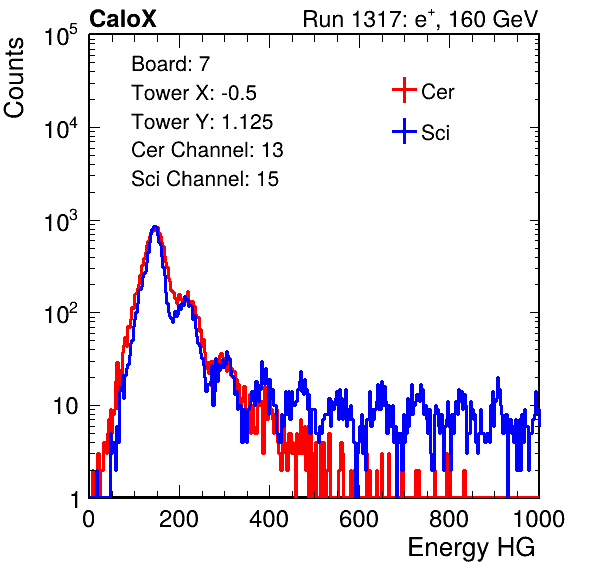 CaloX Run 1317: e⁺, 160 GeV
Counts
10⁵
10⁴
10³
10²
10
1
Board: 7
Tower X: -0.5
Tower Y: 1.125
Cer Channel: 13
Sci Channel: 15
Cer
Sci
0 200 400 600 800 1000
Energy HG